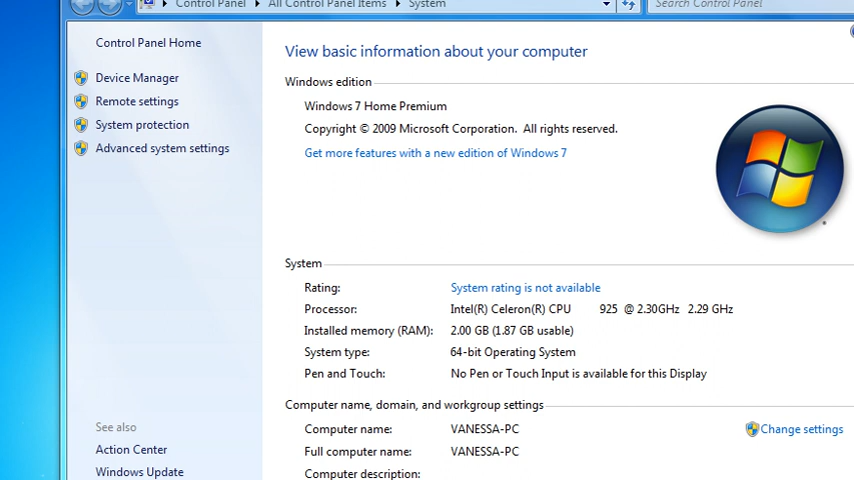 Control Panel All Control Panel Items System Search Control Panel
Control Panel Home
Device Manager
Remote settings
System protection
Advanced system settings
See also
Action Center
Windows Update
View basic information about your computer
Windows edition
Windows 7 Home Premium
Copyright © 2009 Microsoft Corporation. All rights reserved.
Get more features with a new edition of Windows 7
System
Rating: System rating is not available
Processor: Intel(R) Celeron(R) CPU 925 @ 2.30GHz 2.29 GHz
Installed memory (RAM): 2.00 GB (1.87 GB usable)
System type: 64-bit Operating System
Pen and Touch: No Pen or Touch Input is available for this Display
Computer name, domain, and workgroup settings
Computer name: VANESSA-PC Change settings
Full computer name: VANESSA-PC
Computer description: